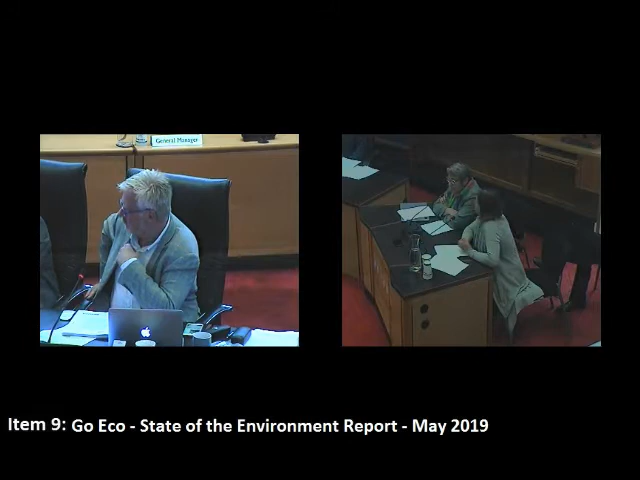 General Manager
Item 9: Go Eco - State of the Environment Report - May 2019